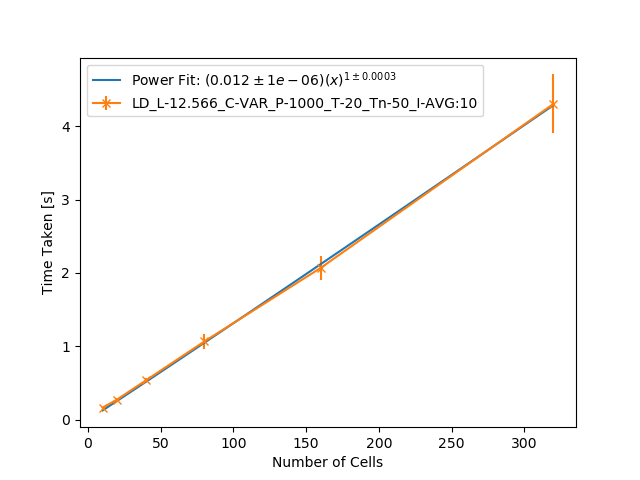 Power Fit: (0.012 ± 1e − 06)(x)^{1 ± 0.0003}
LD_L-12.566_C-VAR_P-1000_T-20_Tn-50_I-AVG:10
4
3
2
1
0
Time Taken [s]
0 50 100 150 200 250 300
Number of Cells